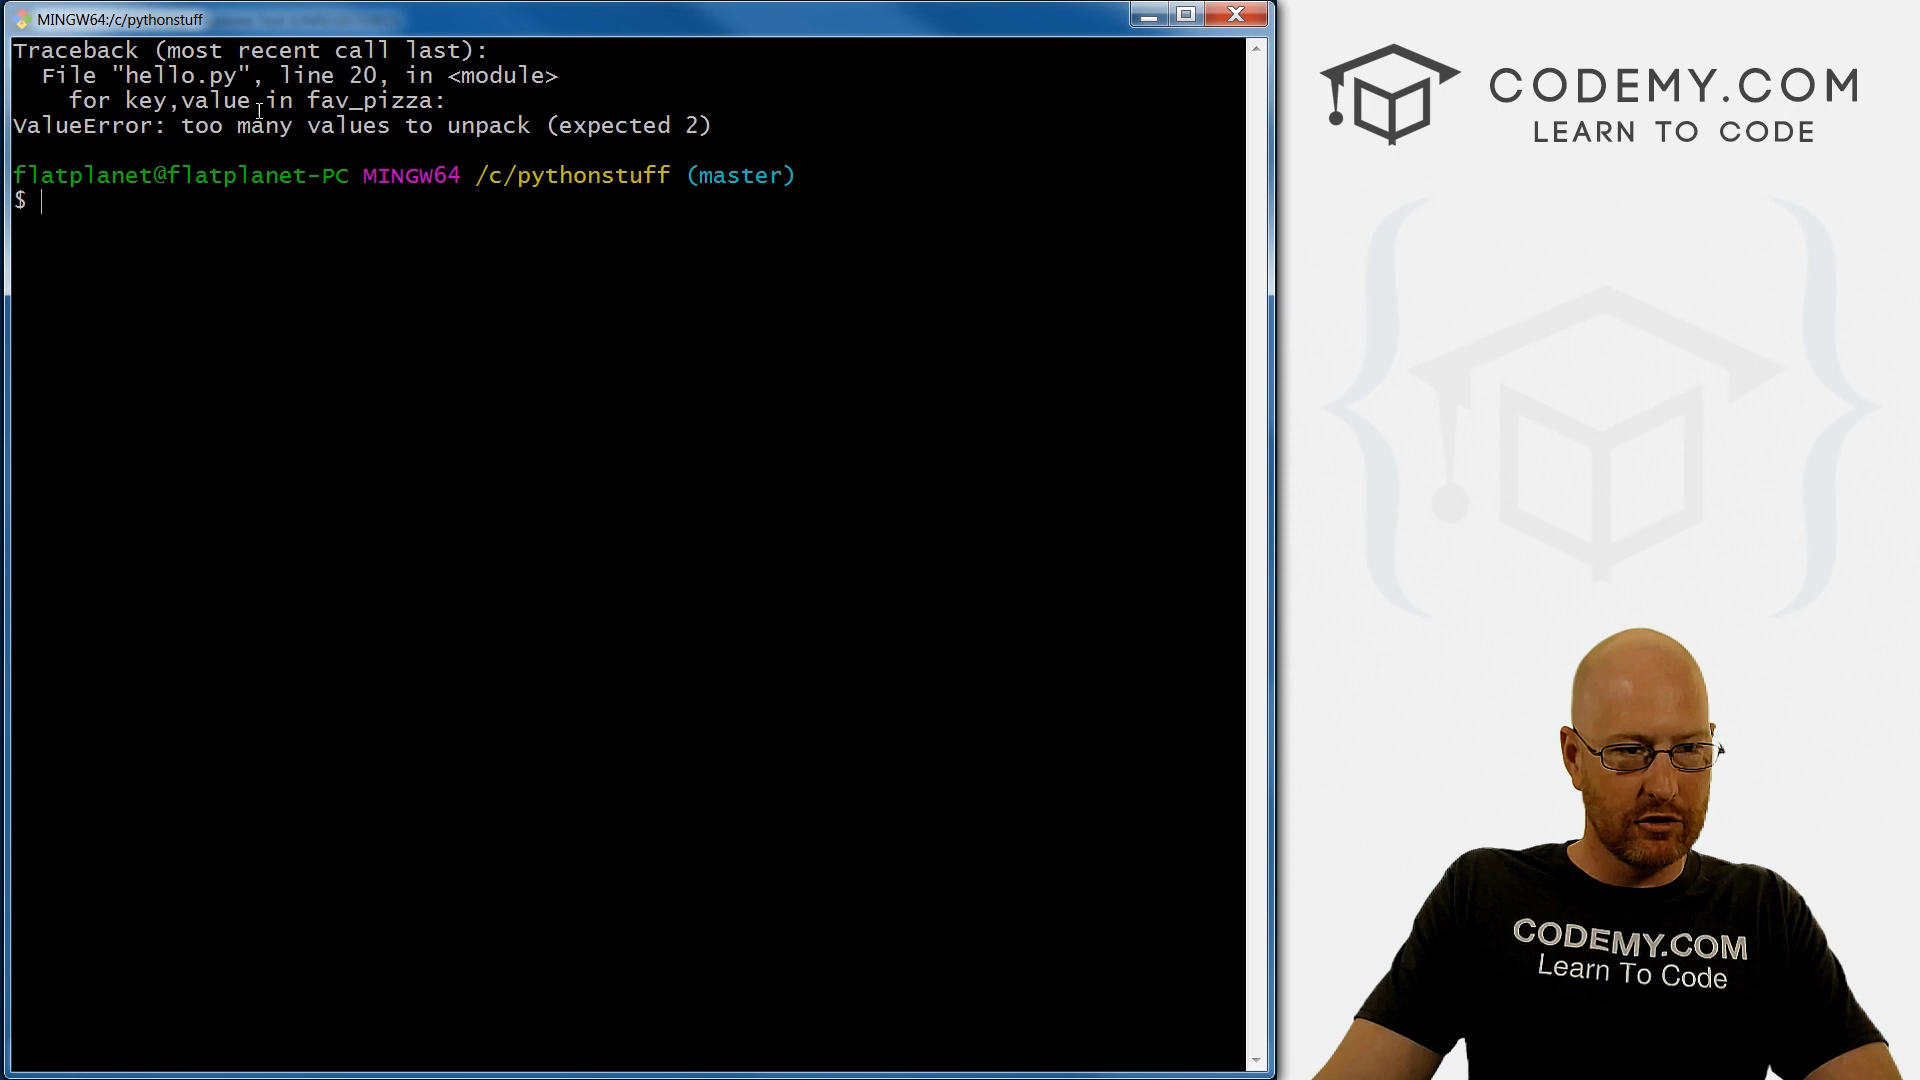 MINGW64:/c/pythonstuff
Traceback (most recent call last):
  File "hello.py", line 20, in <module>
    for key,value in fav_pizza:
ValueError: too many values to unpack (expected 2)
flatplanet@flatplanet-PC MINGW64 /c/pythonstuff (master)
$
CODEMY.COM
LEARN TO CODE
CODEMY.COM
Learn To Code